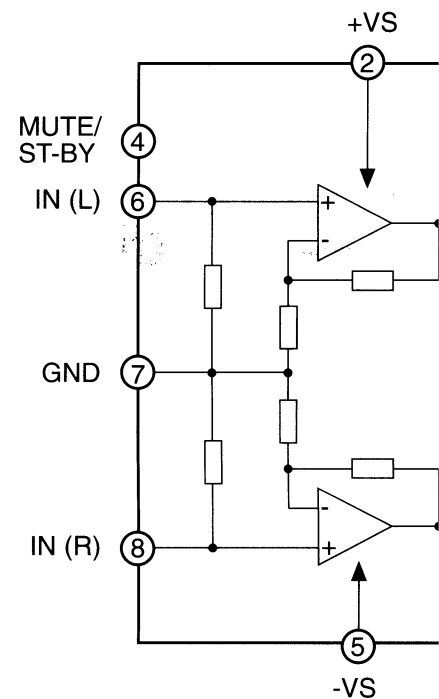 +VS
2
MUTE/
ST-BY
4
IN (L)
6
+
-
GND
7
-
IN (R)
8
+
5
-VS